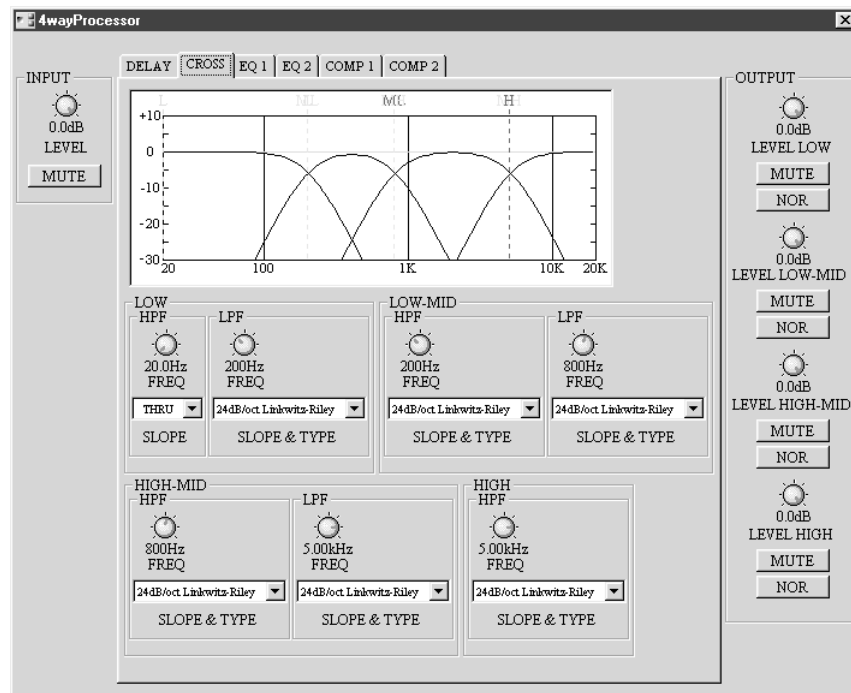 4wayProcessor
INPUT
0.0dB
LEVEL
MUTE
DELAY CROSS EQ 1 EQ 2 COMP 1 COMP 2
L H
+10
0
-10
-20
-30
20 100 1K 10K 20K
LOW
HPF
20.0Hz
FREQ
THRU
SLOPE
LPF
200Hz
FREQ
24dB/oct Linkwitz-Riley
SLOPE & TYPE
LOW-MID
HPF
200Hz
FREQ
24dB/oct Linkwitz-Riley
SLOPE & TYPE
LPF
800Hz
FREQ
24dB/oct Linkwitz-Riley
SLOPE & TYPE
HIGH-MID
HPF
800Hz
FREQ
24dB/oct Linkwitz-Riley
SLOPE & TYPE
LPF
5.00kHz
FREQ
24dB/oct Linkwitz-Riley
SLOPE & TYPE
HIGH
HPF
5.00kHz
FREQ
24dB/oct Linkwitz-Riley
SLOPE & TYPE
OUTPUT
0.0dB
LEVEL LOW
MUTE
NOR
0.0dB
LEVEL LOW-MID
MUTE
NOR
0.0dB
LEVEL HIGH-MID
MUTE
NOR
0.0dB
LEVEL HIGH
MUTE
NOR